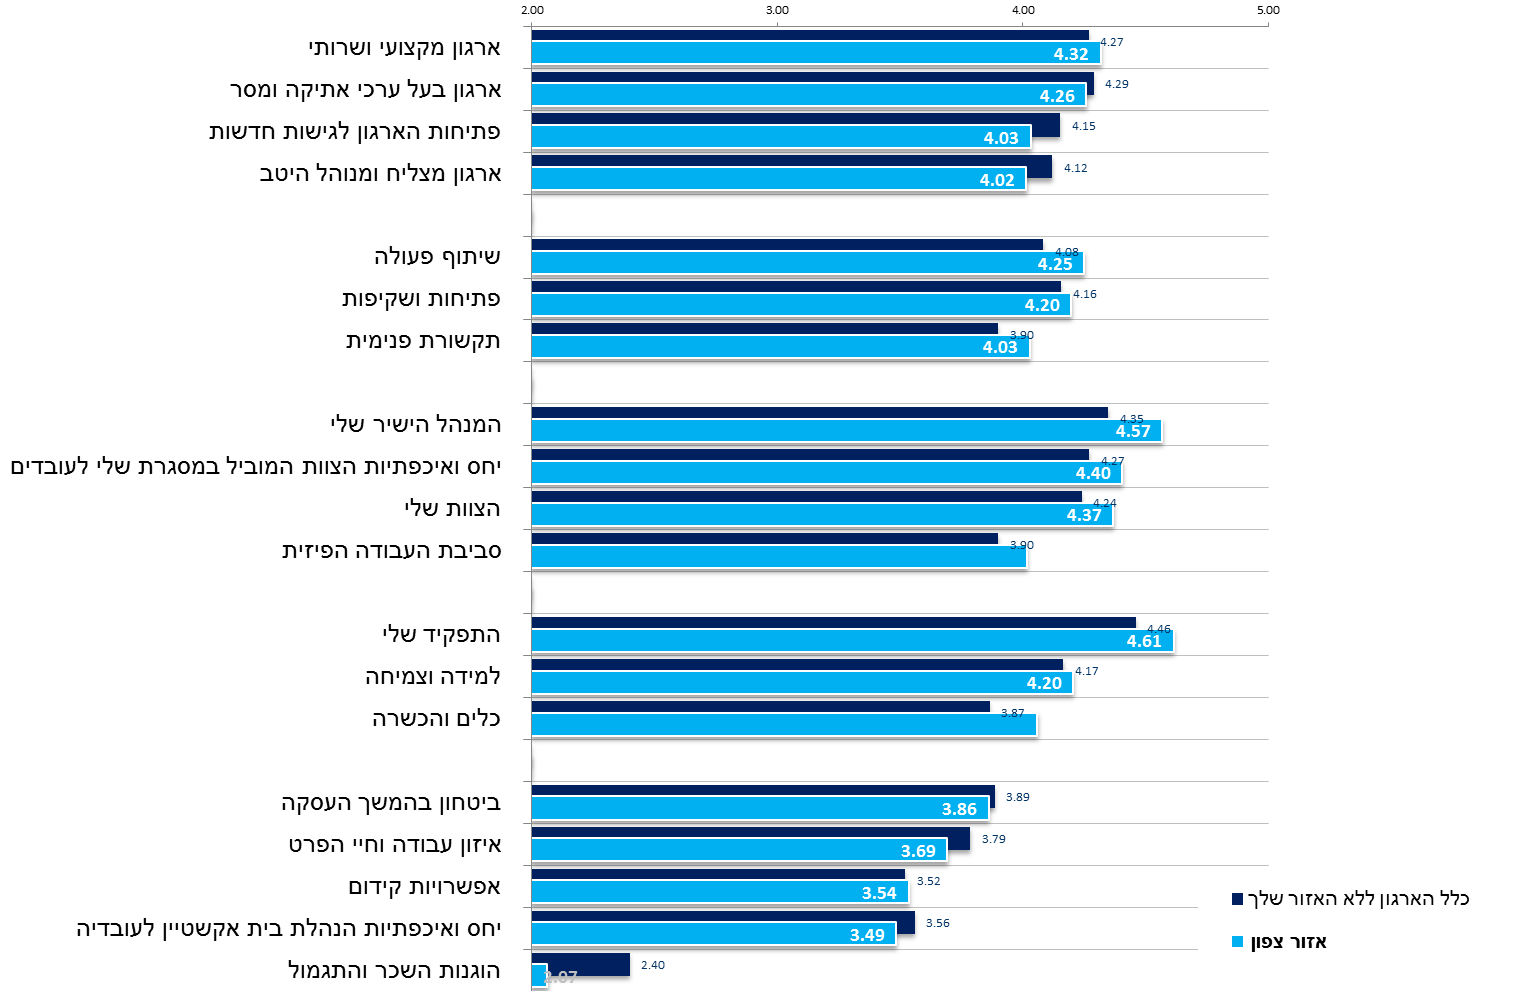 2.00 3.00 4.00 5.00
ארגון מקצועי ושרותי 4.27 4.32
ארגון בעל ערכי אתיקה ומסר 4.29 4.26
פתיחות הארגון לגישות חדשות 4.15 4.03
ארגון מצליח ומנוהל היטב 4.12 4.02
שיתוף פעולה 4.08 4.25
פתיחות ושקיפות 4.16 4.20
תקשורת פנימית 3.90 4.03
המנהל הישיר שלי 4.35 4.57
יחס ואיכפתיות הצוות המוביל במסגרת שלי לעובדים 4.27 4.40
הצוות שלי 4.24 4.37
סביבת העבודה הפיזית 3.90
התפקיד שלי 4.46 4.61
למידה וצמיחה 4.17 4.20
כלים והכשרה 3.87
ביטחון בהמשך העסקה 3.89 3.86
איזון עבודה וחיי הפרט 3.79 3.69
אפשרויות קידום 3.52 3.54
יחס ואיכפתיות הנהלת בית אקשטיין לעובדיה 3.56 3.49
הוגנות השכר והתגמול 2.40 2.07
כלל הארגון ללא האזור שלך
אזור צפון